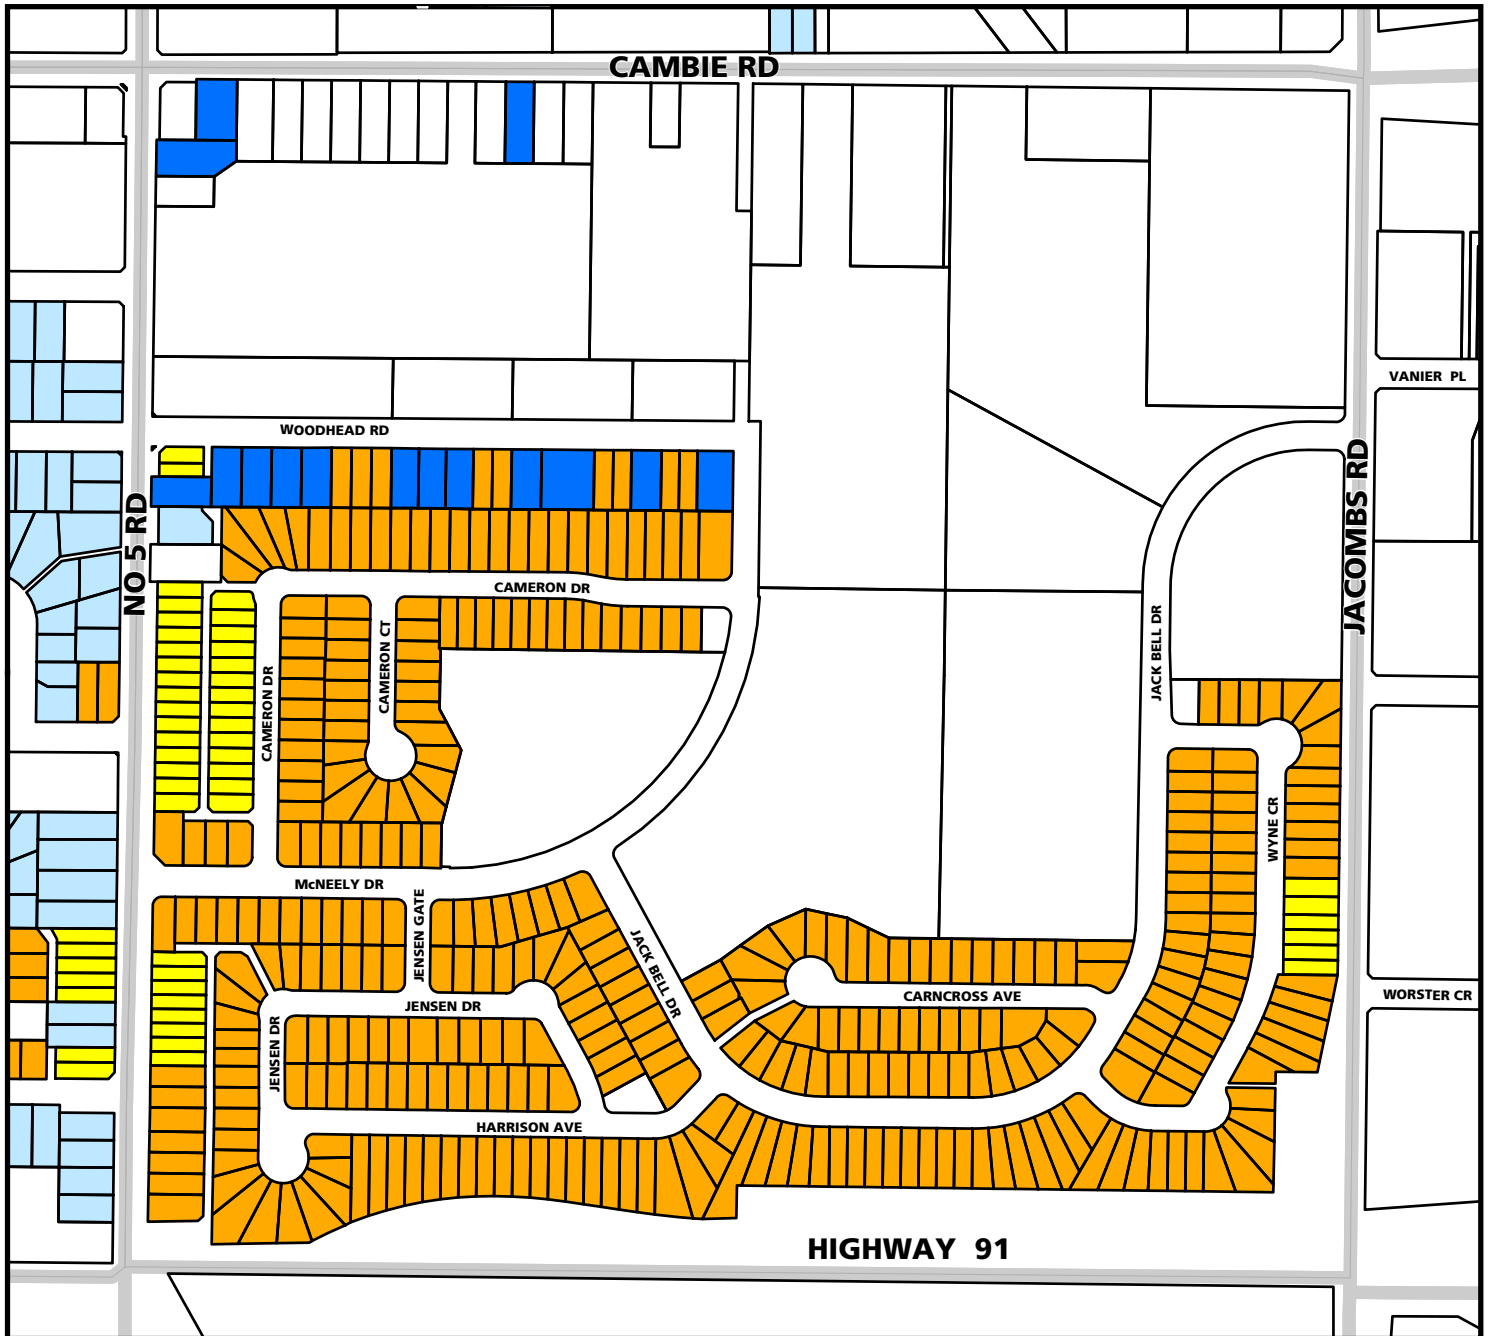 CAMBIE RD
VANIER PL
WOODHEAD RD
NO 5 RD
JACOBS RD
CAMERON DR
CAMERON CT
CAMERON DR
JACK BELL DR
WYNE CR
McNEELY DR
JENSEN GATE
JACK BELL DR
JENSEN DR
CARNCROSS AVE
WORSTER CR
JENSEN DR
HARRISON AVE
HIGHWAY 91